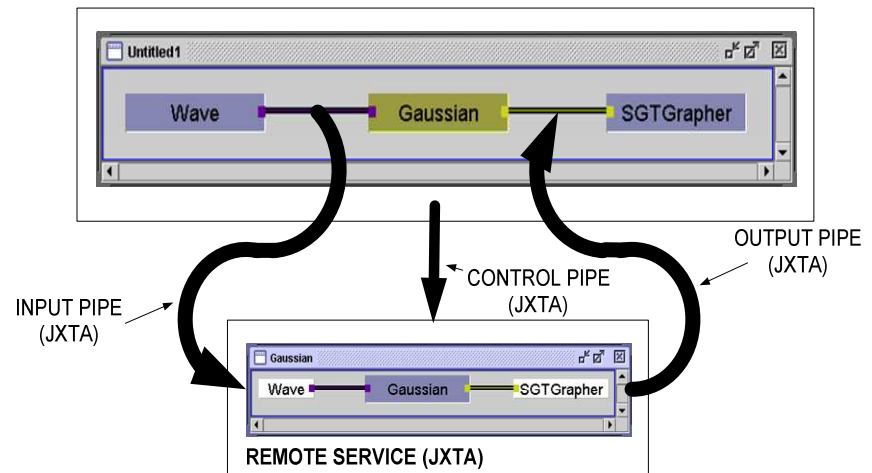 Untitled1
Wave
Gaussian
SGTGrapher
OUTPUT PIPE
(JXTA)
CONTROL PIPE
(JXTA)
INPUT PIPE
(JXTA)
Gaussian
Wave
Gaussian
SGTGrapher
REMOTE SERVICE (JXTA)